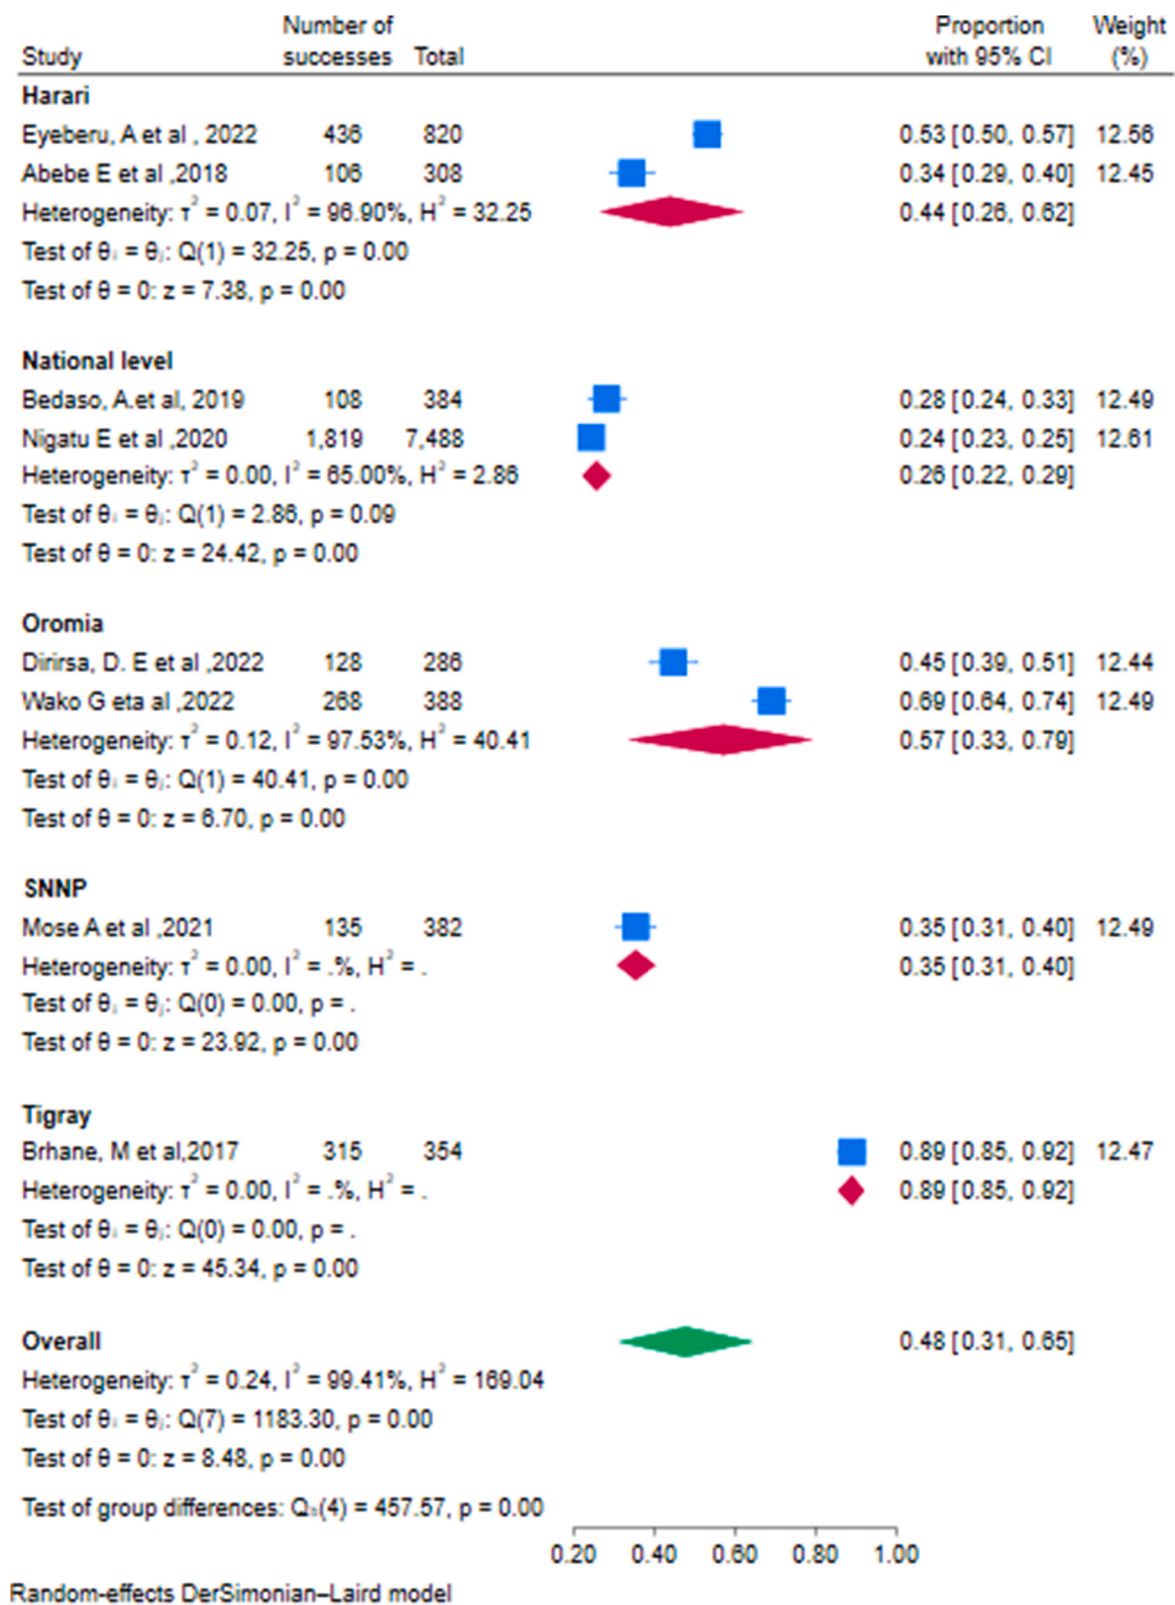 Number of Proportion Weight
Study successes Total with 95% CI (%)
Harari
Eyeberu, A et al , 2022 436 820 0.53 [0.50, 0.57] 12.56
Abebe E et al ,2018 106 308 0.34 [0.29, 0.40] 12.45
Heterogeneity: τ² = 0.07, I² = 96.90%, H² = 32.25 0.44 [0.26, 0.62]
Test of θᵢ = θⱼ: Q(1) = 32.25, p = 0.00
Test of θ = 0: z = 7.38, p = 0.00
National level
Bedaso, A.et al, 2019 108 384 0.28 [0.24, 0.33] 12.49
Nigatu E et al ,2020 1,819 7,488 0.24 [0.23, 0.25] 12.61
Heterogeneity: τ² = 0.00, I² = 65.00%, H² = 2.86 0.26 [0.22, 0.29]
Test of θᵢ = θⱼ: Q(1) = 2.86, p = 0.09
Test of θ = 0: z = 24.42, p = 0.00
Oromia
Dirirsa, D. E et al ,2022 128 286 0.45 [0.39, 0.51] 12.44
Wako G eta al ,2022 268 388 0.69 [0.64, 0.74] 12.49
Heterogeneity: τ² = 0.12, I² = 97.53%, H² = 40.41 0.57 [0.33, 0.79]
Test of θᵢ = θⱼ: Q(1) = 40.41, p = 0.00
Test of θ = 0: z = 6.70, p = 0.00
SNNP
Mose A et al ,2021 135 382 0.35 [0.31, 0.40] 12.49
Heterogeneity: τ² = 0.00, I² = .%, H² = . 0.35 [0.31, 0.40]
Test of θᵢ = θⱼ: Q(0) = 0.00, p = .
Test of θ = 0: z = 23.92, p = 0.00
Tigray
Brhane, M et al,2017 315 354 0.89 [0.85, 0.92] 12.47
Heterogeneity: τ² = 0.00, I² = .%, H² = . 0.89 [0.85, 0.92]
Test of θᵢ = θⱼ: Q(0) = 0.00, p = .
Test of θ = 0: z = 45.34, p = 0.00
Overall 0.48 [0.31, 0.65]
Heterogeneity: τ² = 0.24, I² = 99.41%, H² = 169.04
Test of θᵢ = θⱼ: Q(7) = 1183.30, p = 0.00
Test of θ = 0: z = 8.48, p = 0.00
Test of group differences: Q_b(4) = 457.57, p = 0.00
0.20 0.40 0.60 0.80 1.00
Random-effects DerSimonian–Laird model